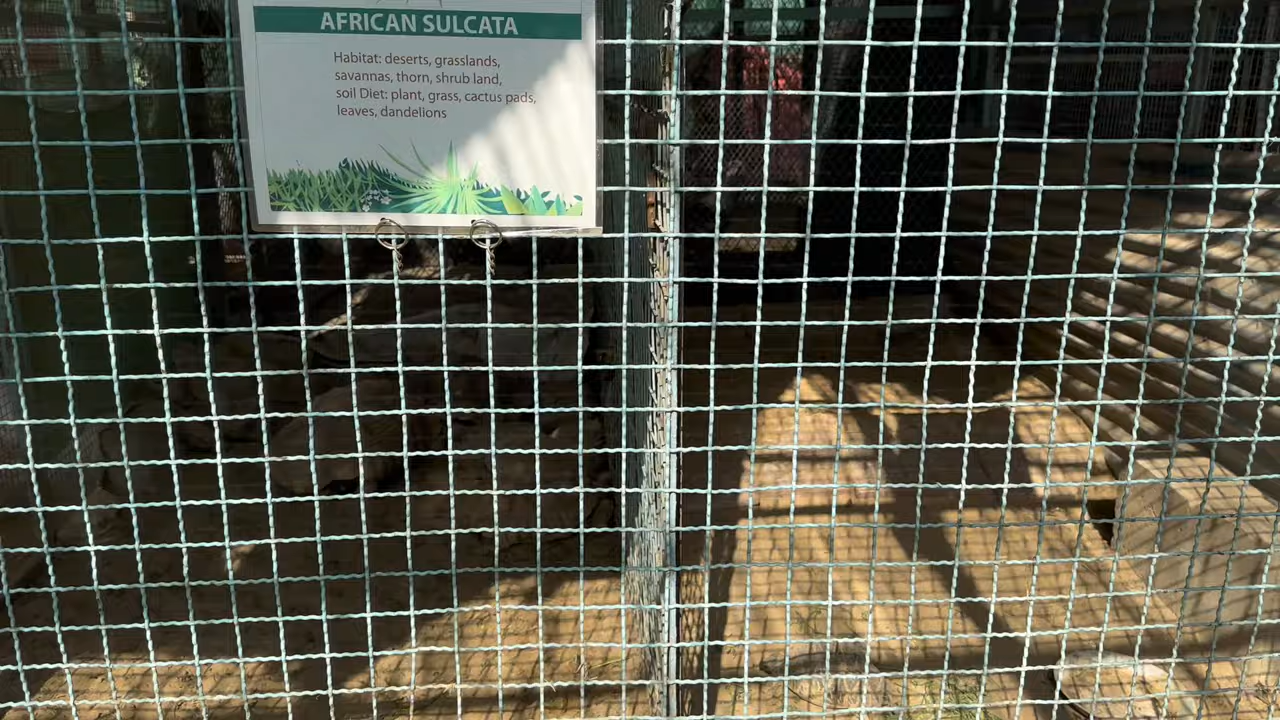 AFRICAN SULCATA
Habitat: deserts, grasslands,
savannas, thorn, shrub land,
soil Diet: plant, grass, cactus pads,
leaves, dandelions